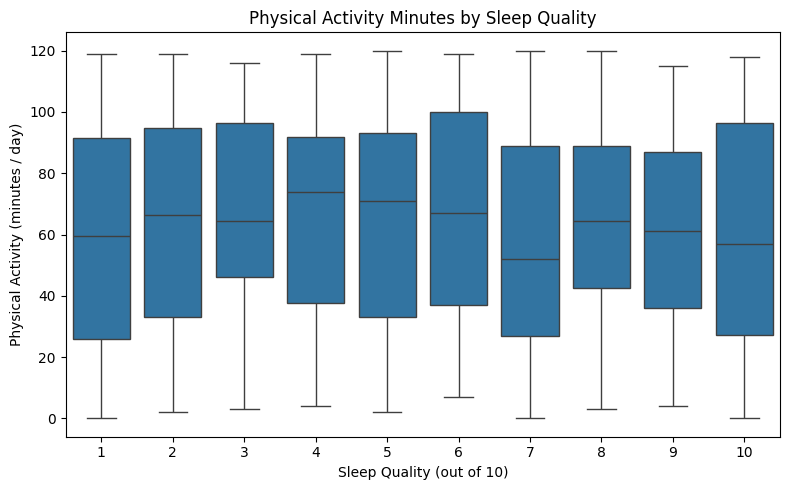 Physical Activity Minutes by Sleep Quality
Physical Activity (minutes / day)
120
100
80
60
40
20
0
1 2 3 4 5 6 7 8 9 10
Sleep Quality (out of 10)